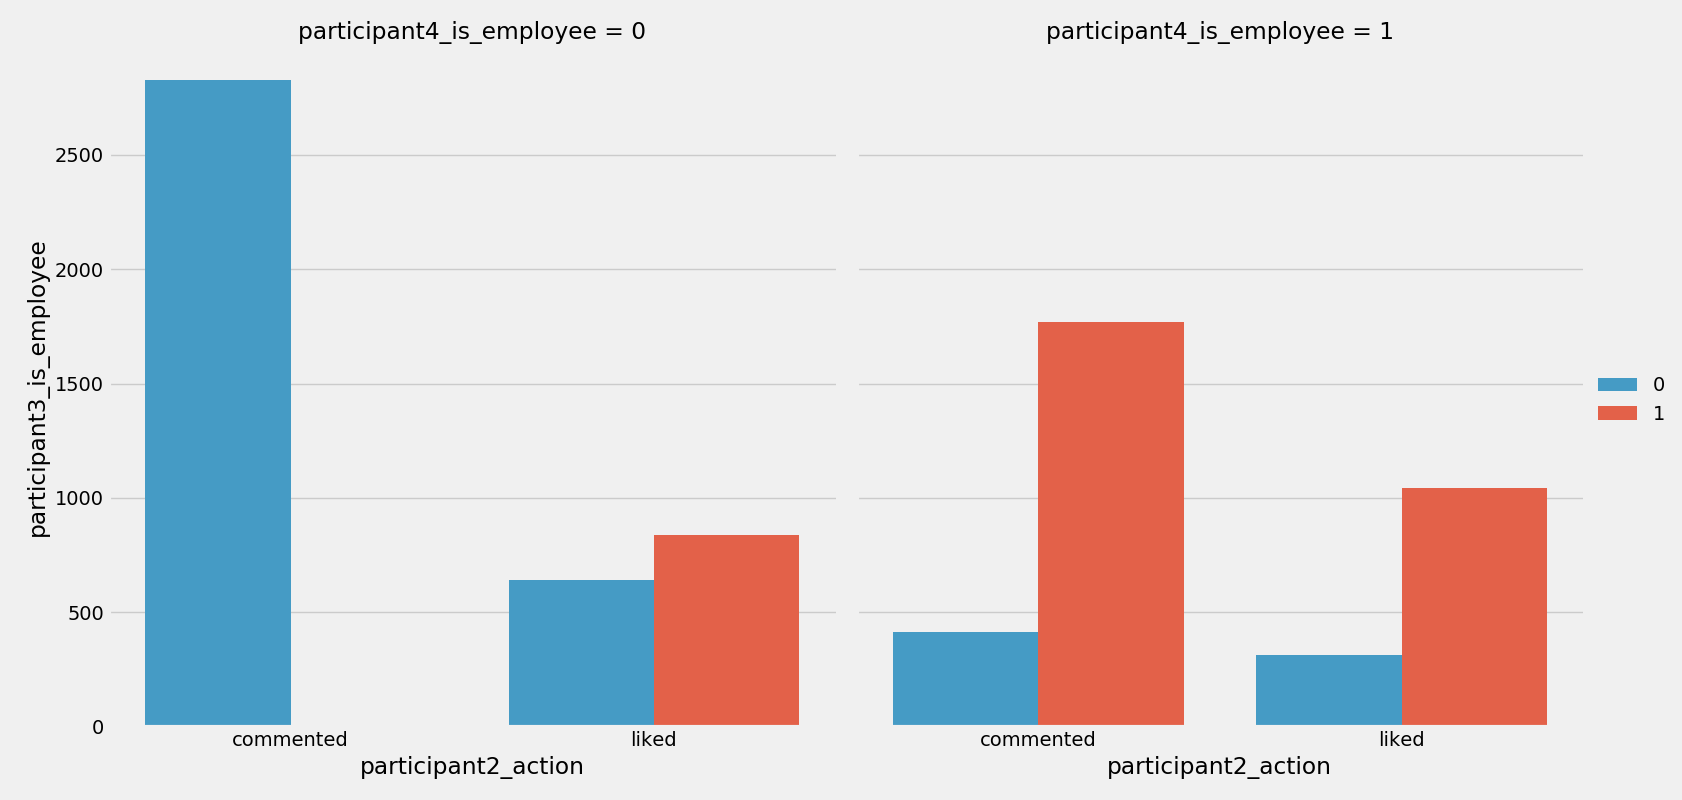 participant4_is_employee = 0
participant4_is_employee = 1
participant3_is_employee
2500
2000
1500
1000
500
0
commented
liked
commented
liked
participant2_action
participant2_action
0
1